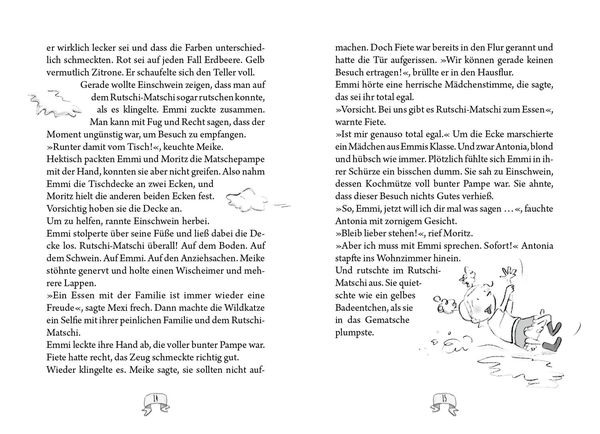 er wirklich lecker sei und dass die Farben unterschied-
lich schmeckten. Rot sei auf jeden Fall Erdbeere. Gelb
vermutlich Zitrone. Er schaufelte sich den Teller voll.
Gerade wollte Einschwein zeigen, dass man auf
dem Rutschi-Matschi sogar rutschen konnte,
als es klingelte. Emmi zuckte zusammen.
Man kann mit Fug und Recht sagen, dass der
Moment ungünstig war, um Besuch zu empfangen.
»Runter damit vom Tisch!«, keuchte Meike.
Hektisch packten Emmi und Moritz die Matschepampe
mit der Hand, konnten sie aber nicht greifen. Also nahm
Emmi die Tischdecke an zwei Ecken, und
Moritz hielt die anderen beiden Ecken fest.
Vorsichtig hoben sie die Decke an.
Um zu helfen, rannte Einschwein herbei.
Emmi stolperte über seine Füße und ließ dabei die De-
cke los. Rutschi-Matschi überall! Auf dem Boden. Auf
dem Schwein. Auf Emmi. Auf den Anziehsachen. Meike
stöhnte genervt und holte einen Wischeimer und meh-
rere Lappen.
»Ein Essen mit der Familie ist immer wieder eine
Freude«, sagte Mexi frech. Dann machte die Wildkatze
ein Selfie mit ihrer peinlichen Familie und dem Rutschi-
Matschi.
Emmi leckte ihre Hand ab, die voller bunter Pampe war.
Fiete hatte recht, das Zeug schmeckte richtig gut.
Wieder klingelte es. Meike sagte, sie sollten nicht auf-
14
machen. Doch Fiete war bereits in den Flur gerannt und
hatte die Tür aufgerissen. »Wir können gerade keinen
Besuch ertragen!«, brüllte er in den Hausflur.
Emmi hörte eine herrische Mädchenstimme, die sagte,
das sei ihr total egal.
»Vorsicht. Bei uns gibt es Rutschi-Matschi zum Essen«,
warnte Fiete.
»Ist mir genauso total egal.« Um die Ecke marschierte
ein Mädchen aus Emmis Klasse. Und zwar Antonia, blond
und hübsch wie immer. Plötzlich fühlte sich Emmi in ih-
rer Schürze ein bisschen dumm. Sie sah zu Einschwein,
dessen Kochmütze voll bunter Pampe war. Sie ahnte,
dass dieser Besuch nichts Gutes verhieß.
»So, Emmi, jetzt will ich dir mal was sagen …«, fauchte
Antonia mit zornigem Gesicht.
»Bleib lieber stehen!«, rief Moritz.
»Aber ich muss mit Emmi sprechen. Sofort!« Antonia
stapfte ins Wohnzimmer hinein.
Und rutschte im Rutschi-
Matschi aus. Sie quiet-
schte wie ein gelbes
Badeentchen, als sie
in das Gematsche
plumpste.
15